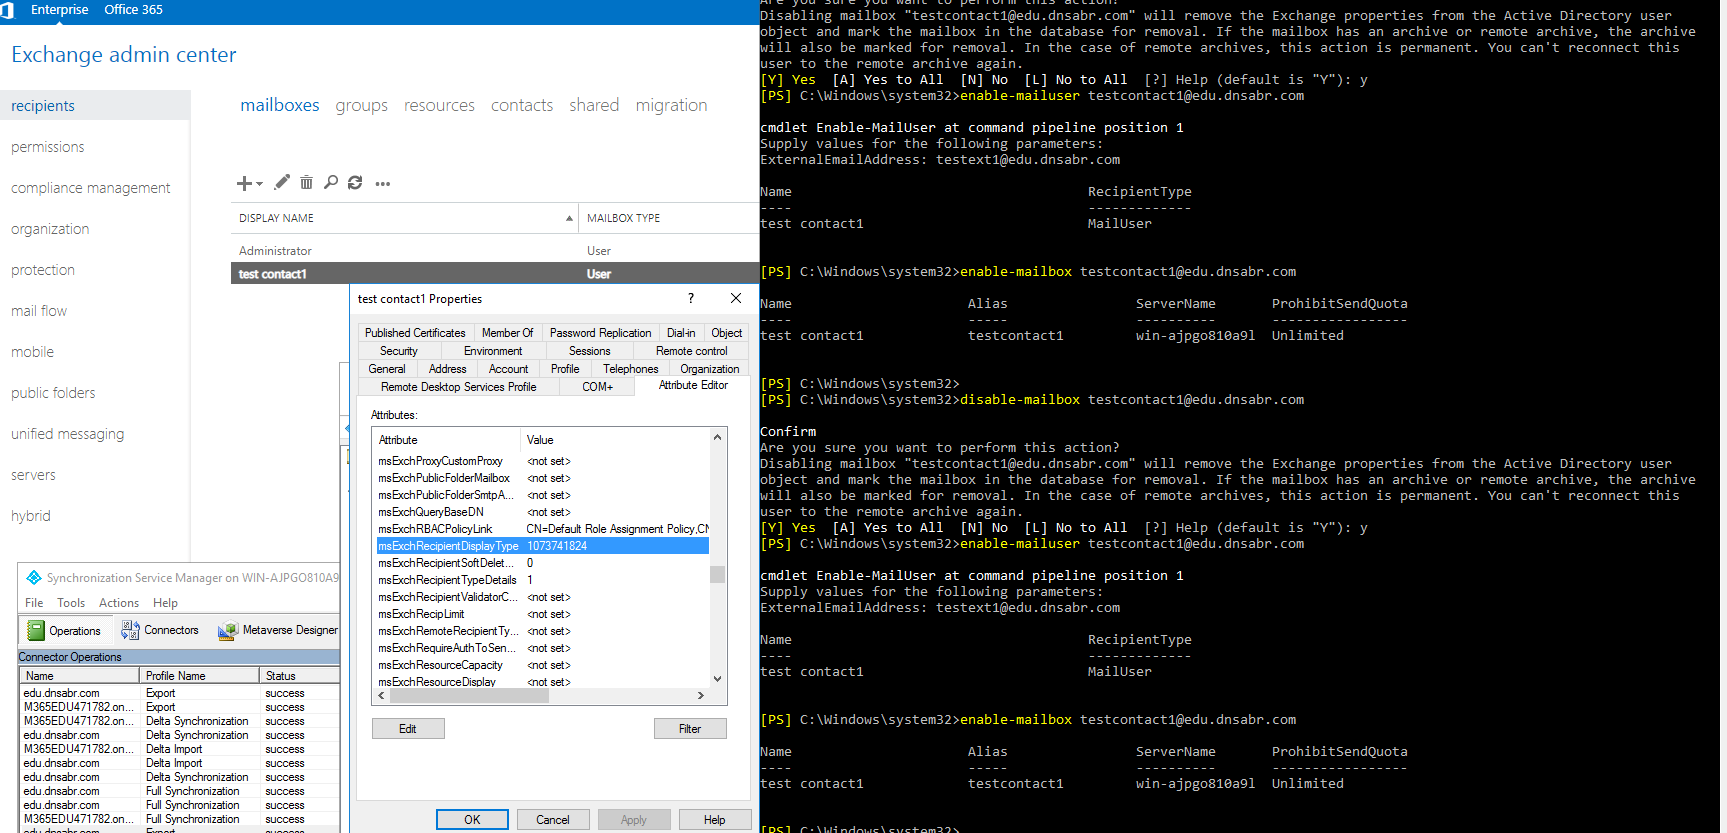 Enterprise Office 365
Exchange admin center
recipients
permissions
compliance management
organization
protection
mail flow
mobile
public folders
unified messaging
servers
hybrid
mailboxes groups resources contacts shared migration
DISPLAY NAME MAILBOX TYPE
Administrator User
test contact1 User
test contact1 Properties ? 
Published Certificates Member Of Password Replication Dial-in Object
Security Environment Sessions Remote control
General Address Account Profile Telephones Organization
Remote Desktop Services Profile COM+ Attribute Editor
Attributes:
Attribute Value
msExchProxyCustomProxy <not set>
msExchPublicFolderMailbox <not set>
msExchPublicFolderSmtpA... <not set>
msExchQueryBaseDN <not set>
msExchRBACPolicyLink CN=Default Role Assignment Policy,CN
msExchRecipientDisplayType 1073741824
msExchRecipientSoftDelet... 0
msExchRecipientTypeDetails 1
msExchRecipientValidatorC... <not set>
msExchRecipLimit <not set>
msExchRemoteRecipientTy... <not set>
msExchRequireAuthToSen... <not set>
msExchResourceCapacity <not set>
msExchResourceDisplay <not set>
Edit Filter
OK Cancel Apply Help
Synchronization Service Manager on WIN-AJPGO810A9
File Tools Actions Help
Operations Connectors Metaverse Designer
Connector Operations
Name Profile Name Status
edu.dnsabr.com Export success
M365EDU471782.on... Export success
M365EDU471782.on... Delta Synchronization success
edu.dnsabr.com Delta Synchronization success
M365EDU471782.on... Delta Import success
edu.dnsabr.com Delta Import success
edu.dnsabr.com Delta Synchronization success
edu.dnsabr.com Full Synchronization success
edu.dnsabr.com Full Synchronization success
M365EDU471782.on... Full Synchronization success
edu.dnsabr.com Export success
Are you sure you want to perform this action?
Disabling mailbox "testcontact1@edu.dnsabr.com" will remove the Exchange properties from the Active Directory user
object and mark the mailbox in the database for removal. If the mailbox has an archive or remote archive, the archive
will also be marked for removal. In the case of remote archives, this action is permanent. You can't reconnect this
user to the remote archive again.
[Y] Yes [A] Yes to All [N] No [L] No to All [?] Help (default is "Y"): y
[PS] C:\Windows\system32>enable-mailuser testcontact1@edu.dnsabr.com
cmdlet Enable-MailUser at command pipeline position 1
Supply values for the following parameters:
ExternalEmailAddress: testext1@edu.dnsabr.com
Name RecipientType
---- -------------
test contact1 MailUser
[PS] C:\Windows\system32>enable-mailbox testcontact1@edu.dnsabr.com
Name Alias ServerName ProhibitSendQuota
---- ----- ---------- -----------------
test contact1 testcontact1 win-ajpgo810a9l Unlimited
[PS] C:\Windows\system32>
[PS] C:\Windows\system32>disable-mailbox testcontact1@edu.dnsabr.com
Confirm
Are you sure you want to perform this action?
Disabling mailbox "testcontact1@edu.dnsabr.com" will remove the Exchange properties from the Active Directory user
object and mark the mailbox in the database for removal. If the mailbox has an archive or remote archive, the archive
will also be marked for removal. In the case of remote archives, this action is permanent. You can't reconnect this
user to the remote archive again.
[Y] Yes [A] Yes to All [N] No [L] No to All [?] Help (default is "Y"): y
[PS] C:\Windows\system32>enable-mailuser testcontact1@edu.dnsabr.com
cmdlet Enable-MailUser at command pipeline position 1
Supply values for the following parameters:
ExternalEmailAddress: testext1@edu.dnsabr.com
Name RecipientType
---- -------------
test contact1 MailUser
[PS] C:\Windows\system32>enable-mailbox testcontact1@edu.dnsabr.com
Name Alias ServerName ProhibitSendQuota
---- ----- ---------- -----------------
test contact1 testcontact1 win-ajpgo810a9l Unlimited
[PS] C:\Windows\system32>